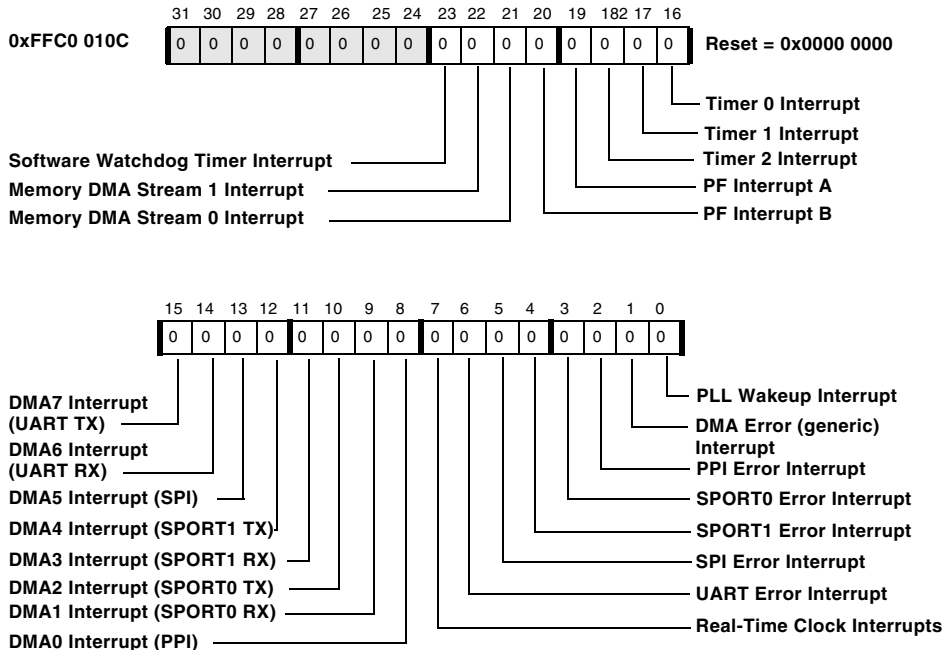 31 30 29 28 27 26 25 24 23 22 21 20 19 182 17 16
0xFFC0 010C 0 0 0 0 0 0 0 0 0 0 0 0 0 0 0 0 Reset = 0x0000 0000
Timer 0 Interrupt
Timer 1 Interrupt
Software Watchdog Timer Interrupt
Timer 2 Interrupt
Memory DMA Stream 1 Interrupt
PF Interrupt A
Memory DMA Stream 0 Interrupt
PF Interrupt B
15 14 13 12 11 10 9 8 7 6 5 4 3 2 1 0
0 0 0 0 0 0 0 0 0 0 0 0 0 0 0 0
DMA7 Interrupt
(UART TX)
DMA6 Interrupt
(UART RX)
DMA5 Interrupt (SPI)
DMA4 Interrupt (SPORT1 TX)
DMA3 Interrupt (SPORT1 RX)
DMA2 Interrupt (SPORT0 TX)
DMA1 Interrupt (SPORT0 RX)
DMA0 Interrupt (PPI)
PLL Wakeup Interrupt
DMA Error (generic)
Interrupt
PPI Error Interrupt
SPORT0 Error Interrupt
SPORT1 Error Interrupt
SPI Error Interrupt
UART Error Interrupt
Real-Time Clock Interrupts